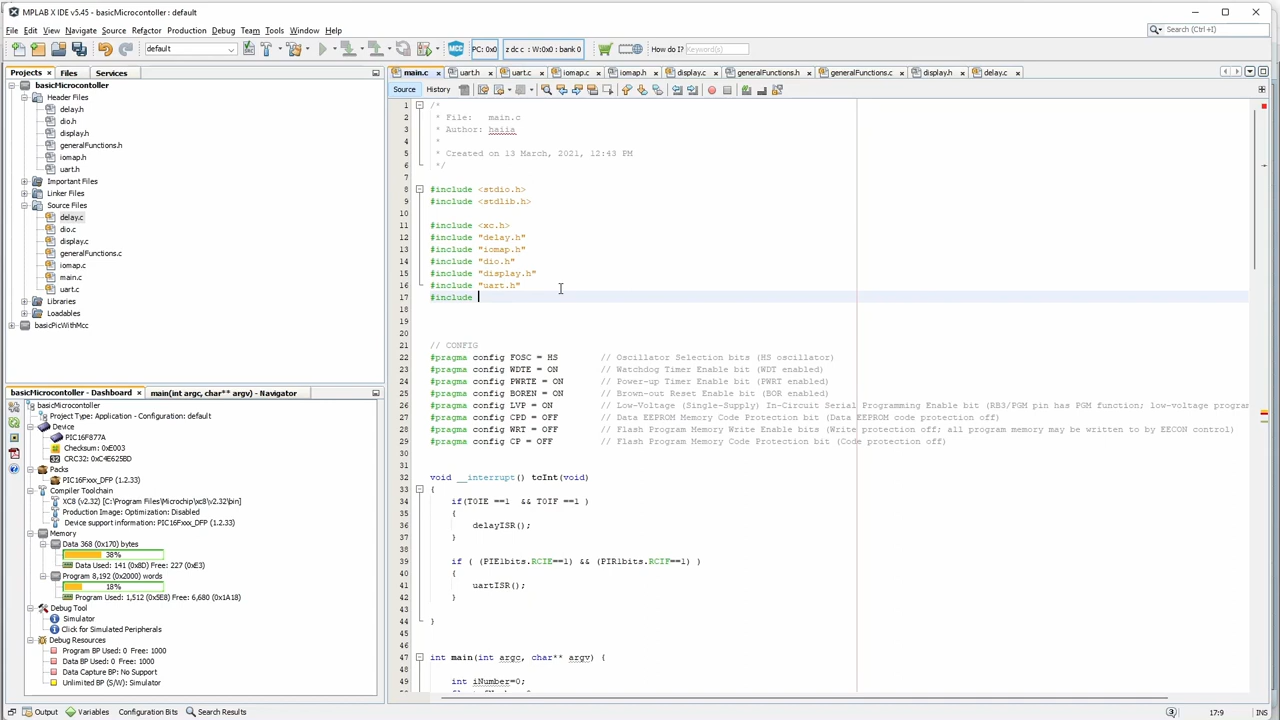 MPLAB X IDE v5.45 - basicMicrocontoller : default
File Edit View Navigate Source Refactor Production Debug Team Tools Window Help
Search (Ctrl+I)
default
PC: 0x0
z dc c : W:0x0 : bank 0
How do I?
Keyword(s)
Projects Files Services
basicMicrocontoller
Header Files
delay.h
dio.h
display.h
generalFunctions.h
iomap.h
uart.h
Important Files
Linker Files
Source Files
delay.c
dio.c
display.c
generalFunctions.c
iomap.c
main.c
uart.c
Libraries
Loadables
basicPicWithMcc
basicMicrocontoller - Dashboard
main(int argc, char** argv) - Navigator
basicMicrocontoller
Project Type: Application - Configuration: default
Device
PIC16F877A
Checksum: 0xE003
CRC32: 0xC4E625BD
Packs
PIC16Fxxx_DFP (1.2.33)
Compiler Toolchain
XC8 (v2.32) [C:\Program Files\Microchip\xc8\v2.32\bin]
Production Image: Optimization: Disabled
Device support information: PIC16Fxxx_DFP (1.2.33)
Memory
Data 368 (0x170) bytes
38%
Data Used: 141 (0x8D) Free: 227 (0xE3)
Program 8,192 (0x2000) words
18%
Program Used: 1,512 (0x5E8) Free: 6,680 (0x1A18)
Debug Tool
Simulator
Click for Simulated Peripherals
Debug Resources
Program BP Used: 0 Free: 1000
Data BP Used: 0 Free: 1000
Data Capture BP: No Support
Unlimited BP (S/W): Simulator
main.c uart.h uart.c iomap.c iomap.h display.c generalFunctions.h generalFunctions.c display.h delay.c
Source History
1 /*
2 * File: main.c
3 * Author: haiia
4 *
5 * Created on 13 March, 2021, 12:43 PM
6 */
7
8 #include <stdio.h>
9 #include <stdlib.h>
10
11 #include <xc.h>
12 #include "delay.h"
13 #include "iomap.h"
14 #include "dio.h"
15 #include "display.h"
16 #include "uart.h"
17 #include
18
19
20
21 // CONFIG
22 #pragma config FOSC = HS // Oscillator Selection bits (HS oscillator)
23 #pragma config WDTE = ON // Watchdog Timer Enable bit (WDT enabled)
24 #pragma config PWRTE = ON // Power-up Timer Enable bit (PWRT enabled)
25 #pragma config BOREN = ON // Brown-out Reset Enable bit (BOR enabled)
26 #pragma config LVP = ON // Low-Voltage (Single-Supply) In-Circuit Serial Programming Enable bit (RB3/PGM pin has PGM function; low-voltage progra
27 #pragma config CPD = OFF // Data EEPROM Memory Code Protection bit (Data EEPROM code protection off)
28 #pragma config WRT = OFF // Flash Program Memory Write Enable bits (Write protection off; all program memory may be written to by EECON control)
29 #pragma config CP = OFF // Flash Program Memory Code Protection bit (Code protection off)
30
31
32 void __interrupt() tcInt(void)
33 {
34 if(TOIE ==1 && TOIF ==1 )
35 {
36 delayISR();
37 }
38
39 if ( (PIE1bits.RCIE==1) && (PIR1bits.RCIF==1) )
40 {
41 uartISR();
42 }
43
44 }
45
46
47 int main(int argc, char** argv) {
48
49 int iNumber=0;
Output Variables Configuration Bits Search Results
3
17:9
INS